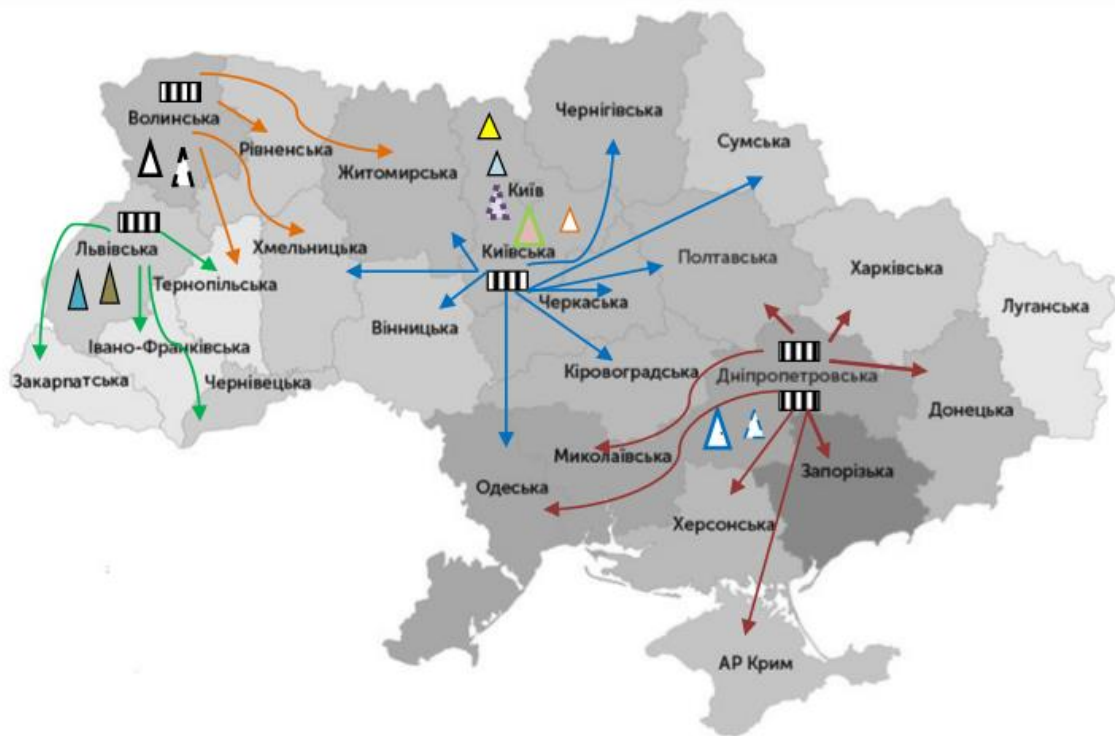 Чернігівська
Волинська
Сумська
Рівненська
Житомирська
Київ
Львівська
Хмельницька
Київська
Полтавська
Харківська
Тернопільська
Черкаська
Луганська
Вінницька
Івано-Франківська
Закарпатська
Чернівецька
Кіровоградська
Дніпропетровська
Донецька
Миколаївська
Запорізька
Одеська
Херсонська
АР Крим